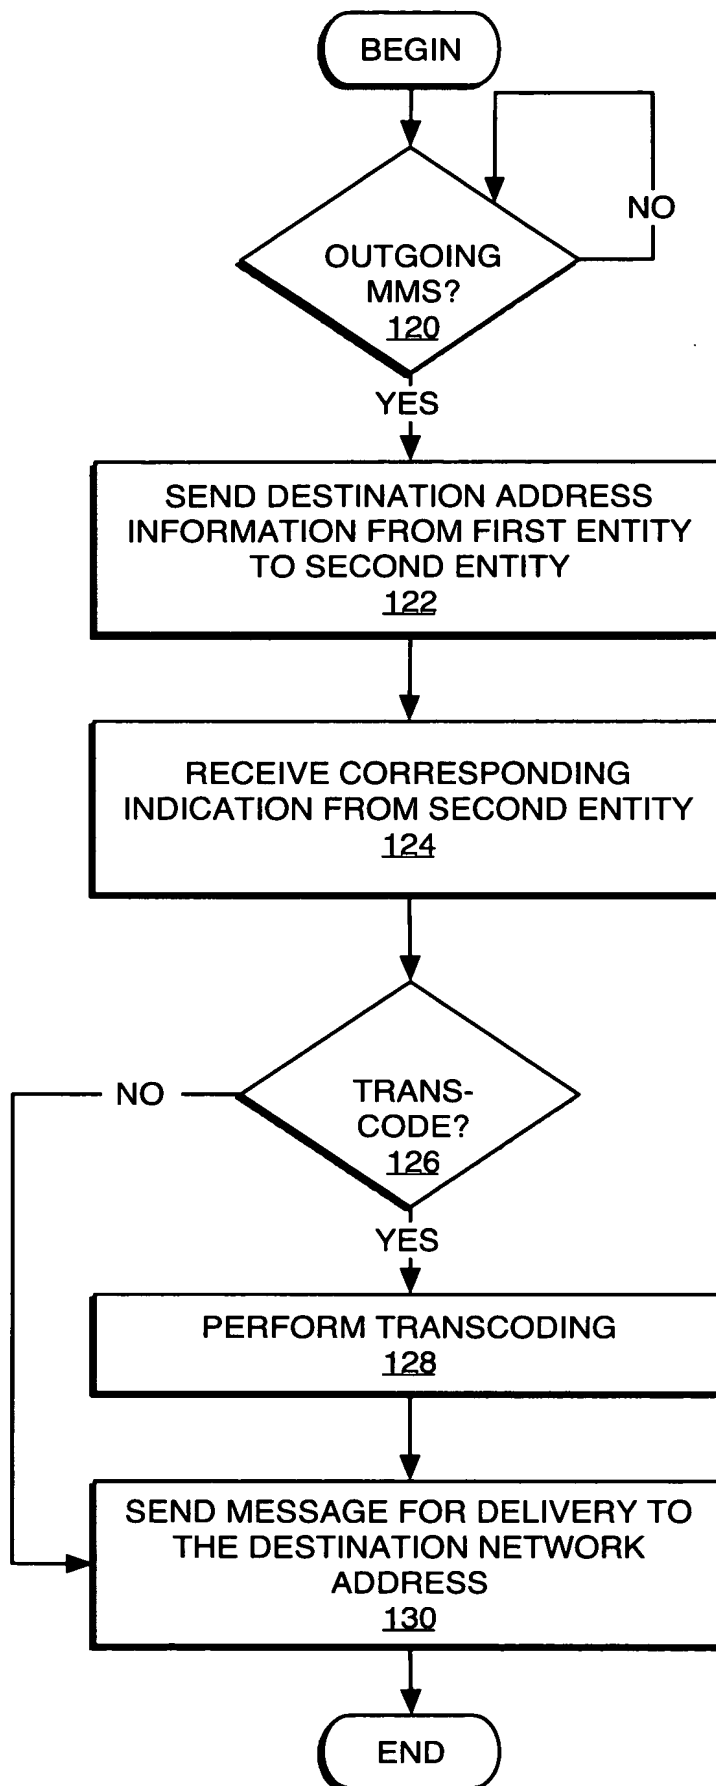 BEGIN
NO
OUTGOING
MMS?
120
YES
SEND DESTINATION ADDRESS
INFORMATION FROM FIRST ENTITY
TO SECOND ENTITY
122
RECEIVE CORRESPONDING
INDICATION FROM SECOND ENTITY
124
NO
TRANS-
CODE?
126
YES
PERFORM TRANSCODING
128
SEND MESSAGE FOR DELIVERY TO
THE DESTINATION NETWORK
ADDRESS
130
END